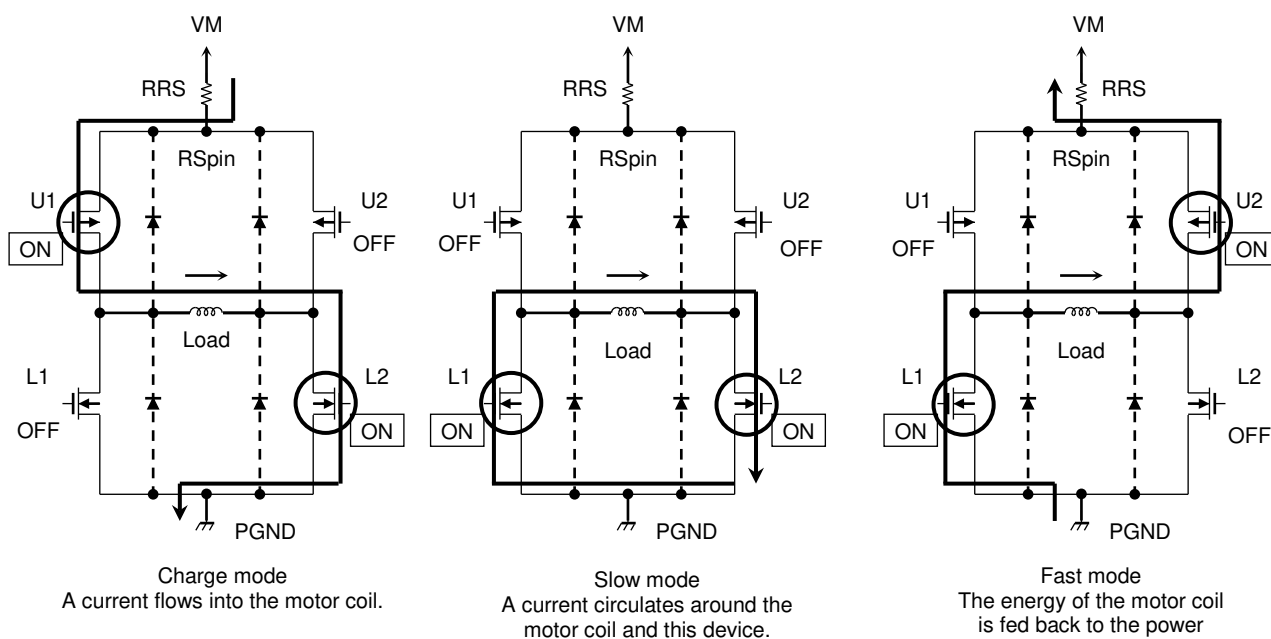 VM
RRS
RSpin
U1
U2
ON
OFF
Load
L1
L2
OFF
ON
PGND
Charge mode
A current flows into the motor coil.
VM
RRS
RSpin
U1
U2
OFF
OFF
Load
L1
L2
ON
ON
Slow mode
A current circulates around the
motor coil and this device.
VM
RRS
RSpin
U1
U2
OFF
ON
Load
L1
L2
ON
OFF
PGND
Fast mode
The energy of the motor coil
is fed back to the power
PGND